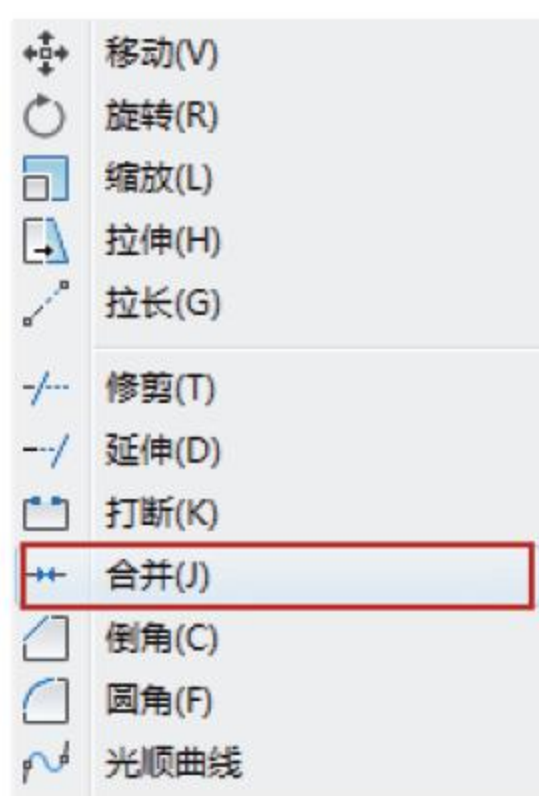 移动(V)
旋转(R)
缩放(L)
拉伸(H)
拉长(G)
修剪(T)
延伸(D)
打断(K)
合并(J)
倒角(C)
圆角(F)
光顺曲线